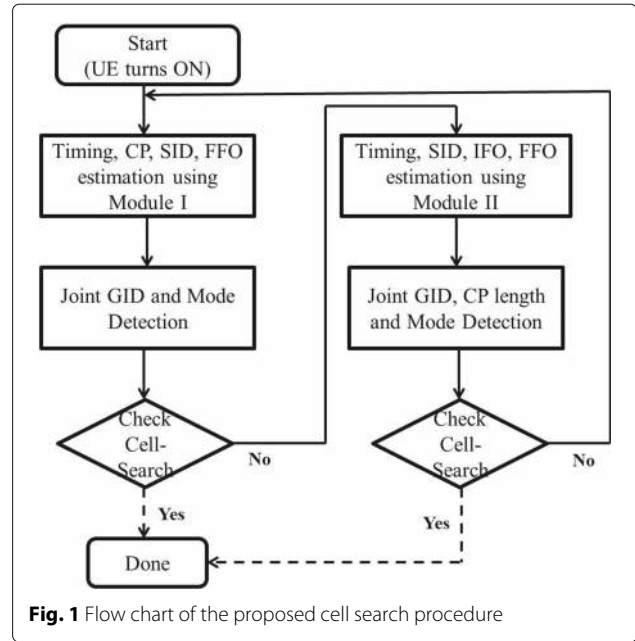 Start
(UE turns ON)
Timing, CP, SID, FFO
estimation using
Module I
Joint GID and Mode
Detection
Check
Cell-
Search
No
Yes
Done
Timing, SID, IFO, FFO
estimation using
Module II
Joint GID, CP length
and Mode Detection
Check
Cell-
Search
No
Yes
Fig. 1 Flow chart of the proposed cell search procedure